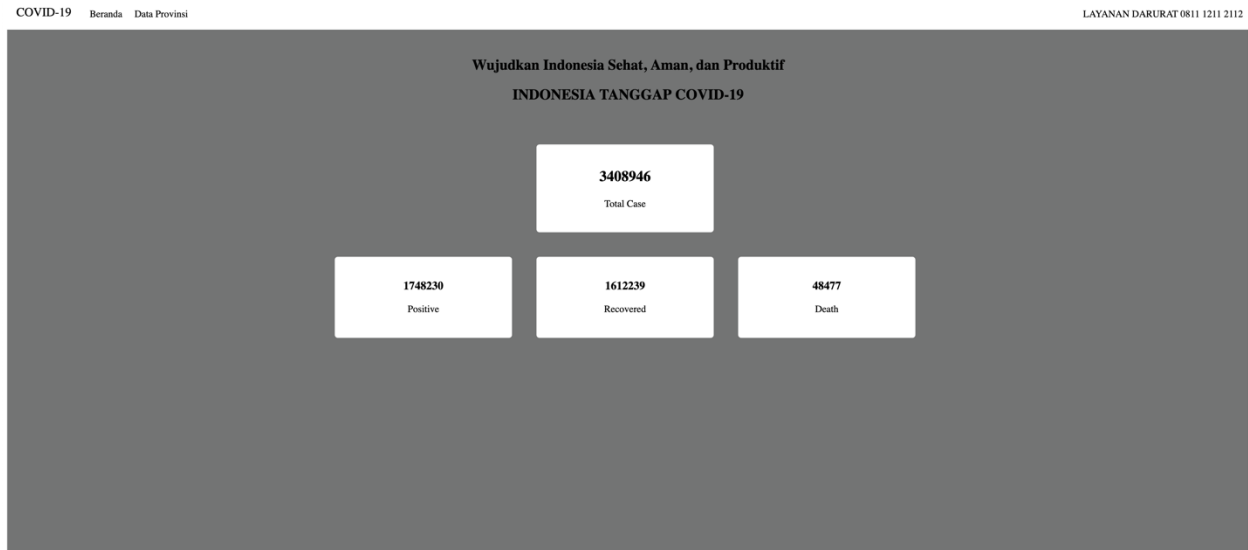 COVID-19 Beranda Data Provinsi LAYANAN DARURAT 0811 1211 2112
Wujudkan Indonesia Sehat, Aman, dan Produktif
INDONESIA TANGGAP COVID-19
3408946
Total Case
1748230
Positive
1612239
Recovered
48477
Death